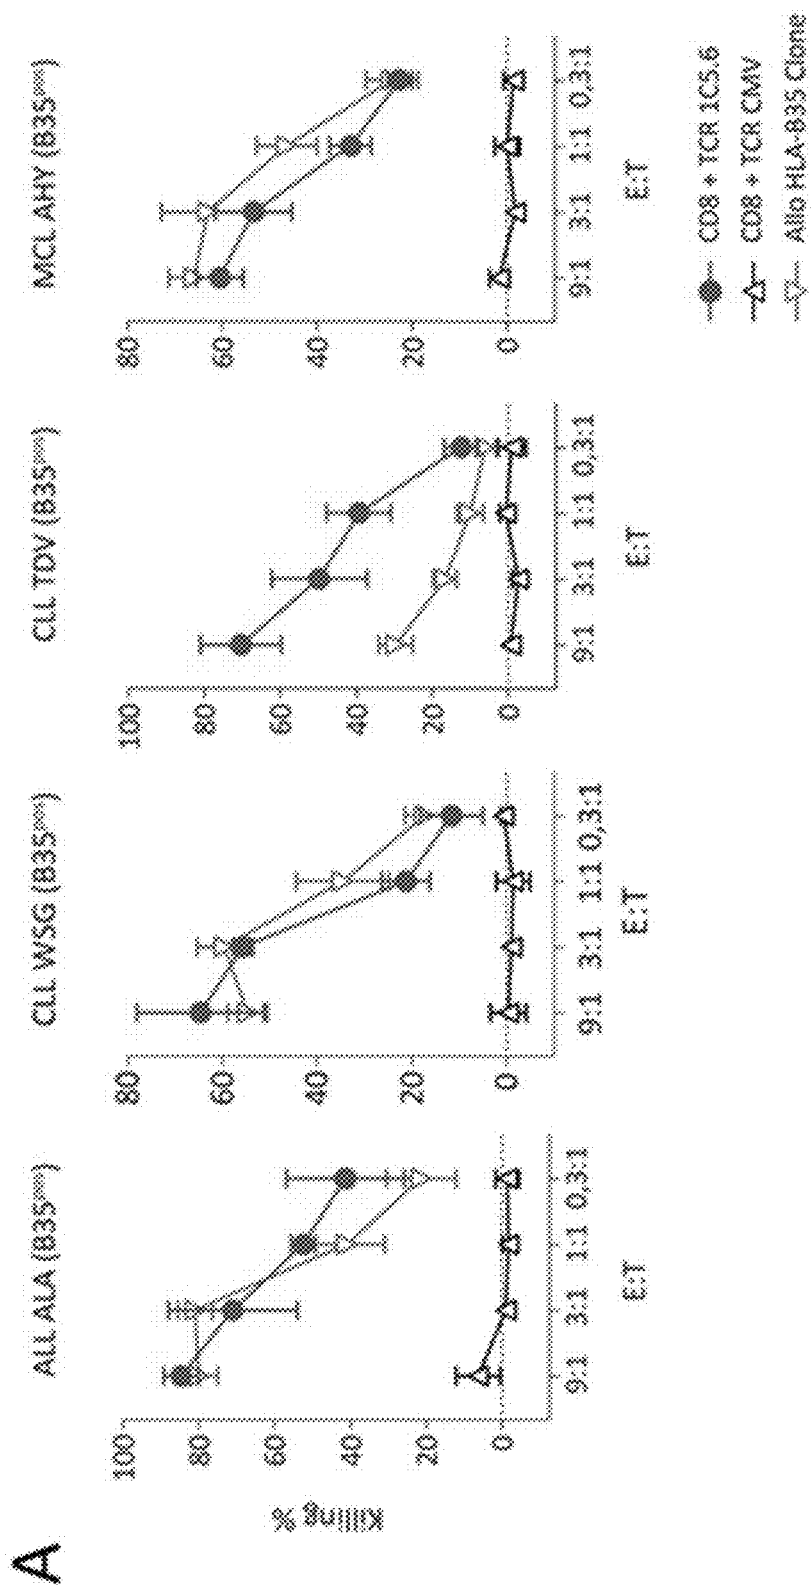 A
ALL ALA (B35ᵖᵒˢ)
Killing %
100
80
60
40
20
0
9:1 3:1 1:1 0,3:1
E:T
CLL WSG (B35ᵖᵒˢ)
80
60
40
20
0
9:1 3:1 1:1 0,3:1
E:T
CLL TDV (B35ᵖᵒˢ)
100
80
60
40
20
0
9:1 3:1 1:1 0,3:1
E:T
MCL AHY (B35ᵖᵒˢ)
80
60
40
20
0
9:1 3:1 1:1 0,3:1
E:T
CD8 + TCR 1C5.6
CD8 + TCR CMV
Allo HLA-B35 Clone